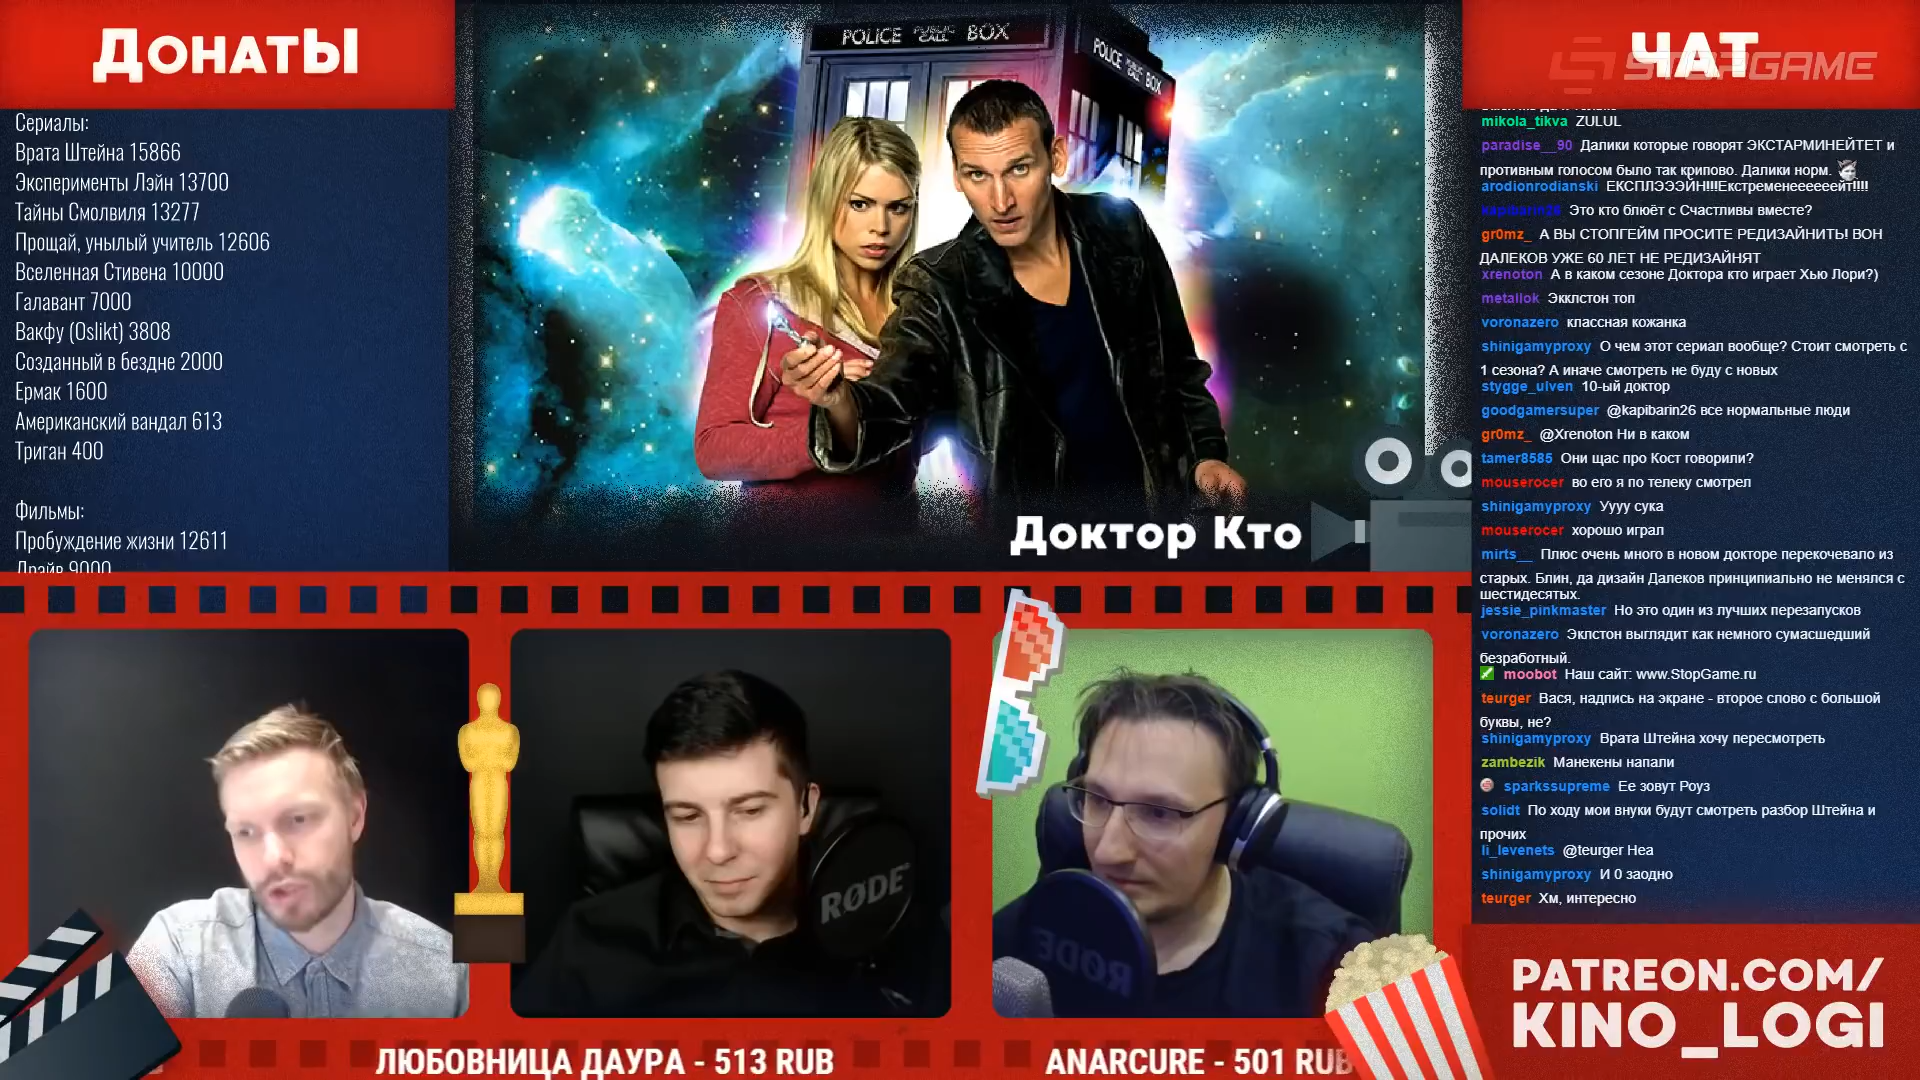 ДОНАТЫ
Сериалы:
Врата Штейна 15866
Эксперименты Лэйн 13700
Тайны Смолвиля 13277
Прощай, унылый учитель 12606
Вселенная Стивена 10000
Галавант 7000
Вакфу (Oslikt) 3808
Созданный в бездне 2000
Ермак 1600
Американский вандал 613
Триган 400
Фильмы:
Пробуждение жизни 12611
Драйв 9000
POLICE PUBLIC CALL BOX
POLICE PUBLIC CALL BOX
Доктор Кто
ЧАТ
STOPGAME
mikola_tikva ZULUL
paradise__90 Далики которые говорят ЭКСТАРМИНЕЙТЕТ и
противным голосом было так крипово. Далики норм.
arodionrodianski ЕКСПЛЭЭЭЙН!!!!Екстременеееееейт!!!!
kapibarin26 Это кто блюёт с Счастливы вместе?
gr0mz_ А ВЫ СТОПГЕЙМ ПРОСИТЕ РЕДИЗАЙНИТЬ! ВОН
ДАЛЕКОВ УЖЕ 60 ЛЕТ НЕ РЕДИЗАЙНЯТ
xrenoton А в каком сезоне Доктора кто играет Хью Лори?)
metallok Экклстон топ
voronazero классная кожанка
shinigamyproxy О чем этот сериал вообще? Стоит смотреть с
1 сезона? А иначе смотреть не буду с новых
stygge_ulven 10-ый доктор
goodgamersuper @kapibarin26 все нормальные люди
gr0mz_ @Xrenoton Ни в каком
tamer8585 Они щас про Кост говорили?
mouserocer во его я по телеку смотрел
shinigamyproxy Уууу сука
mouserocer хорошо играл
mirts__ Плюс очень много в новом докторе перекочевало из
старых. Блин, да дизайн Далеков принципиально не менялся с
шестидесятых.
jessie_pinkmaster Но это один из лучших перезапусков
voronazero Эклстон выглядит как немного сумасшедший
безработный.
moobot Наш сайт: www.StopGame.ru
teurger Вася, надпись на экране - второе слово с большой
буквы, не?
shinigamyproxy Врата Штейна хочу пересмотреть
zambezik Манекены напали
sparkssupreme Ее зовут Роуз
solidt По ходу мои внуки будут смотреть разбор Штейна и
прочих
li_levenets @teurger Неа
shinigamyproxy И 0 заодно
teurger Хм, интересно
RØDE
RØDE
PATREON.COM/
KINO_LOGI
ЛЮБОВНИЦА ДАУРА - 513 RUB
ANARCURE - 501 RUB